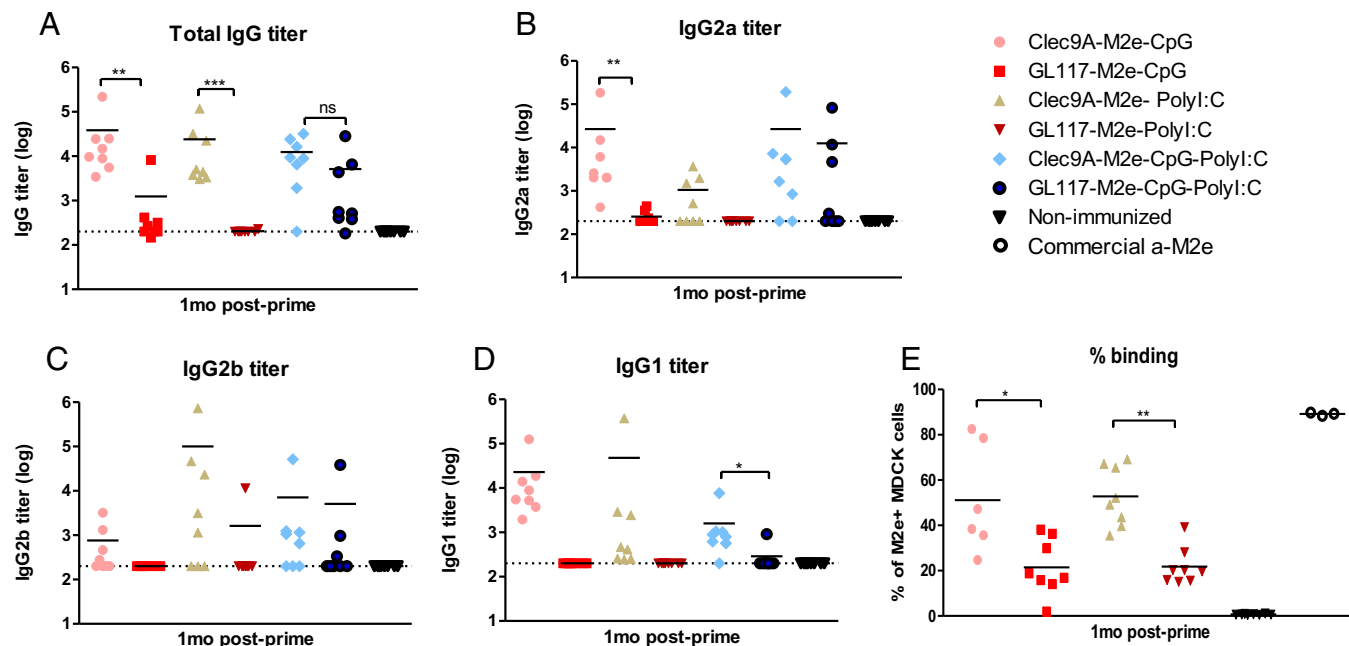 A
Total IgG titer
IgG titer (log)
6
5
4
3
2
1
**
***
ns
1mo post-prime
B
IgG2a titer
IgG2a titer (log)
6
5
4
3
2
1
**
1mo post-prime
Clec9A-M2e-CpG
GL117-M2e-CpG
Clec9A-M2e- PolyI:C
GL117-M2e-PolyI:C
Clec9A-M2e-CpG-PolyI:C
GL117-M2e-CpG-PolyI:C
Non-immunized
Commercial a-M2e
C
IgG2b titer
IgG2b titer (log)
6
5
4
3
2
1
1mo post-prime
D
IgG1 titer
IgG1 titer (log)
6
5
4
3
2
1
*
1mo post-prime
E
% binding
% of M2e+ MDCK cells
100
80
60
40
20
0
*
**
1mo post-prime